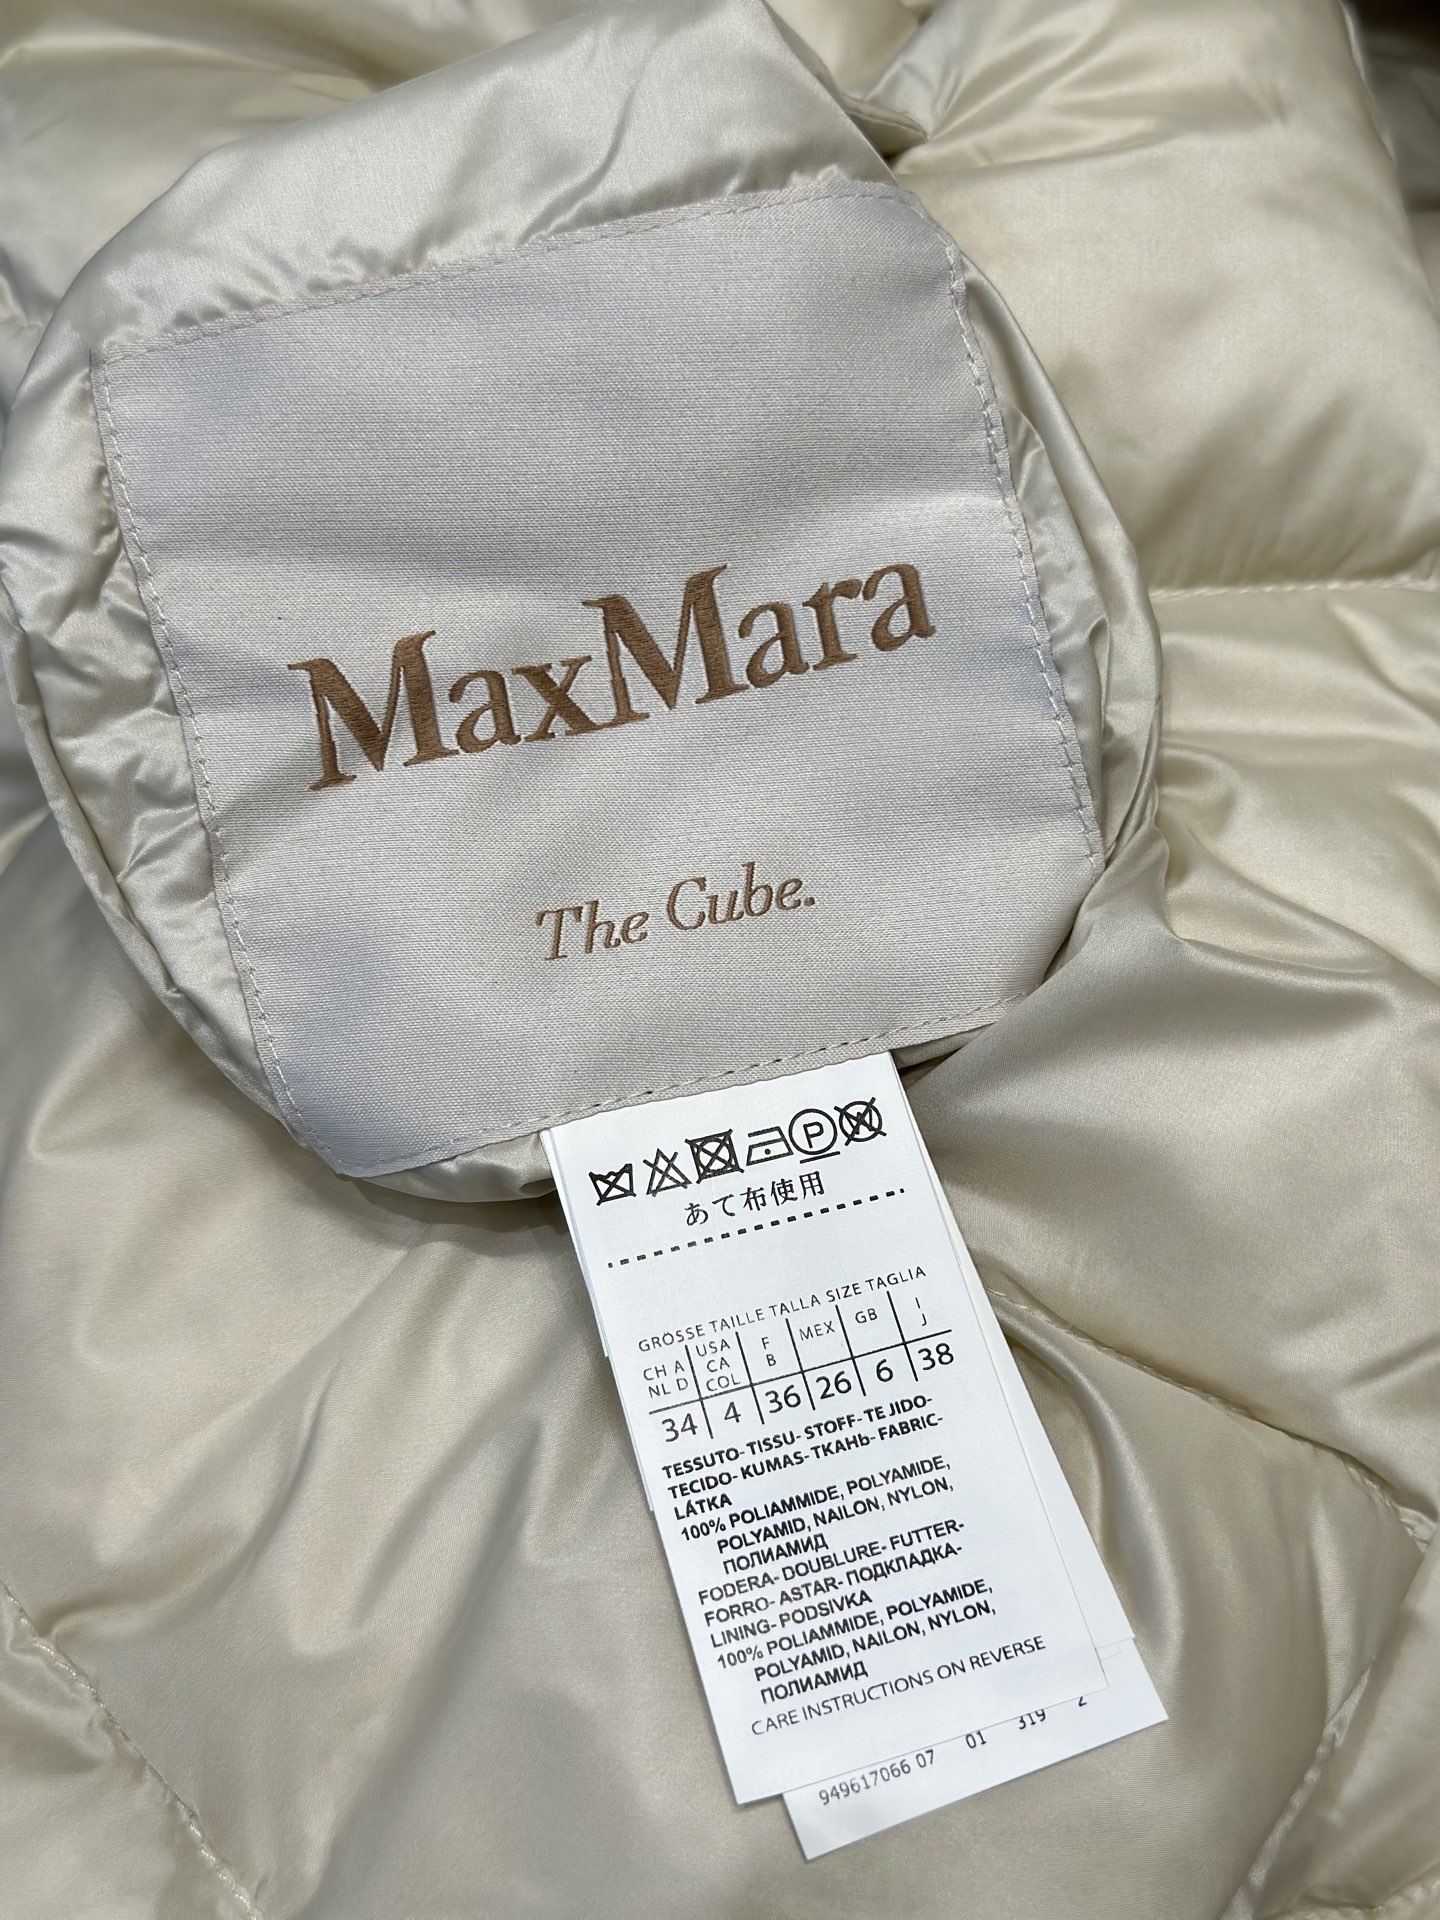 MaxMara
The Cube.
P W
あて布使用
GRÖSSE TAILLE TALLA SIZE TAGLIA
CH A USA F MEX GB I
NL D CA B J
COL
34 4 36 26 6 38
TESSUTO-TISSU-STOFF-TEJIDO-
TECIDO-KUMAS-ТКАНЬ-FABRIC-
LÁTKA
100% POLIAMMIDE, POLYAMIDE,
POLYAMID, NAILON, NYLON,
ПОЛИАМИД
FODERA-DOUBLURE-FUTTER-
FORRO-ASTAR-ПОДКЛАДКА-
LINING-PODSIVKA
100% POLIAMMIDE, POLYAMIDE,
POLYAMID, NAILON, NYLON,
ПОЛИАМИД
CARE INSTRUCTIONS ON REVERSE
949617066 07 01 319 2